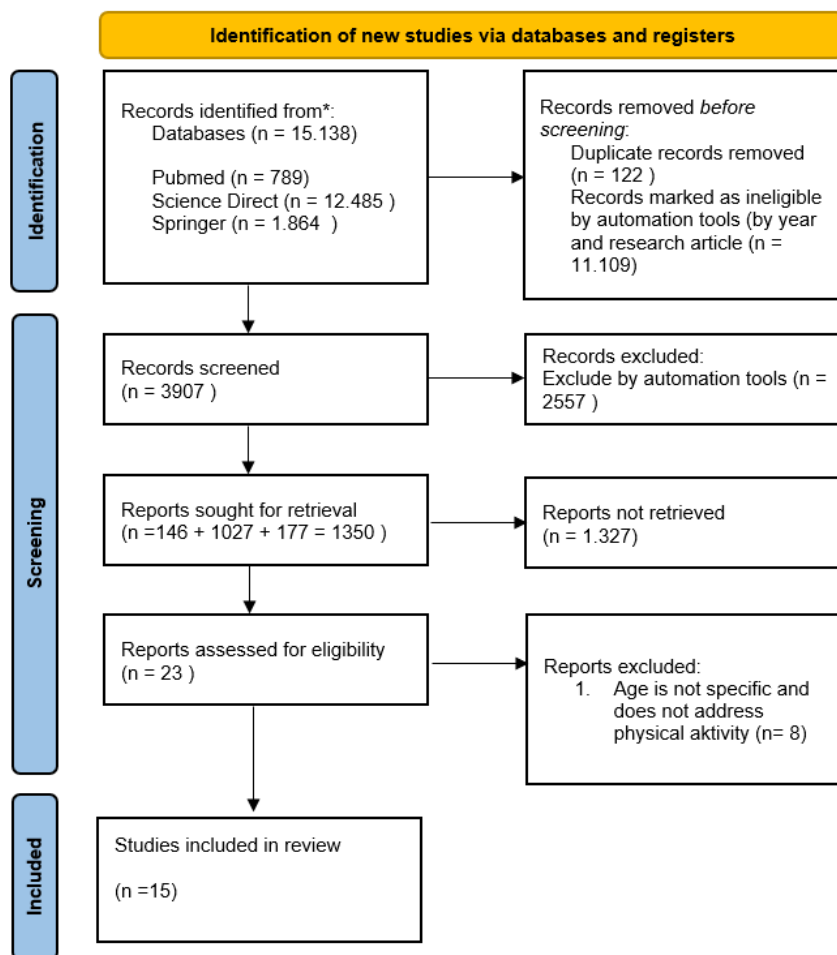 Identification of new studies via databases and registers
Identification
Records identified from*:
Databases (n = 15.138)
Pubmed (n = 789)
Science Direct (n = 12.485 )
Springer (n = 1.864 )
Records removed before
screening:
Duplicate records removed
(n = 122 )
Records marked as ineligible
by automation tools (by year
and research article (n =
11.109)
Screening
Records screened
(n = 3907 )
Records excluded:
Exclude by automation tools (n =
2557 )
Reports sought for retrieval
(n =146 + 1027 + 177 = 1350 )
Reports not retrieved
(n = 1.327)
Reports assessed for eligibility
(n = 23 )
Reports excluded:
1. Age is not specific and
does not address
physical aktivity (n= 8)
Included
Studies included in review
(n =15)